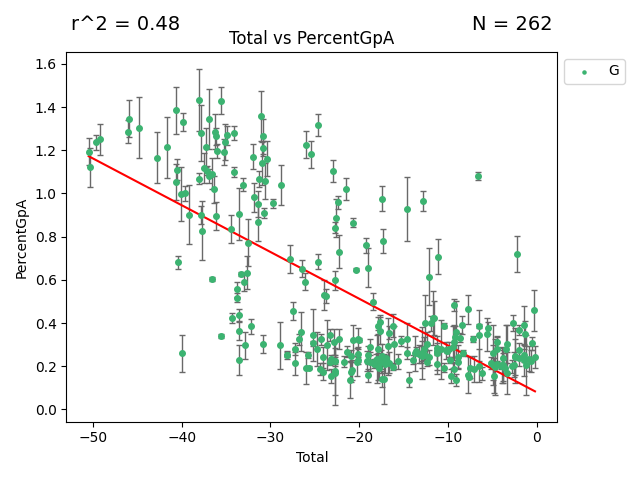 r^2 = 0.48
N = 262
Total vs PercentGpA
G
PercentGpA
1.6
1.4
1.2
1.0
0.8
0.6
0.4
0.2
0.0
−50
−40
−30
−20
−10
0
Total